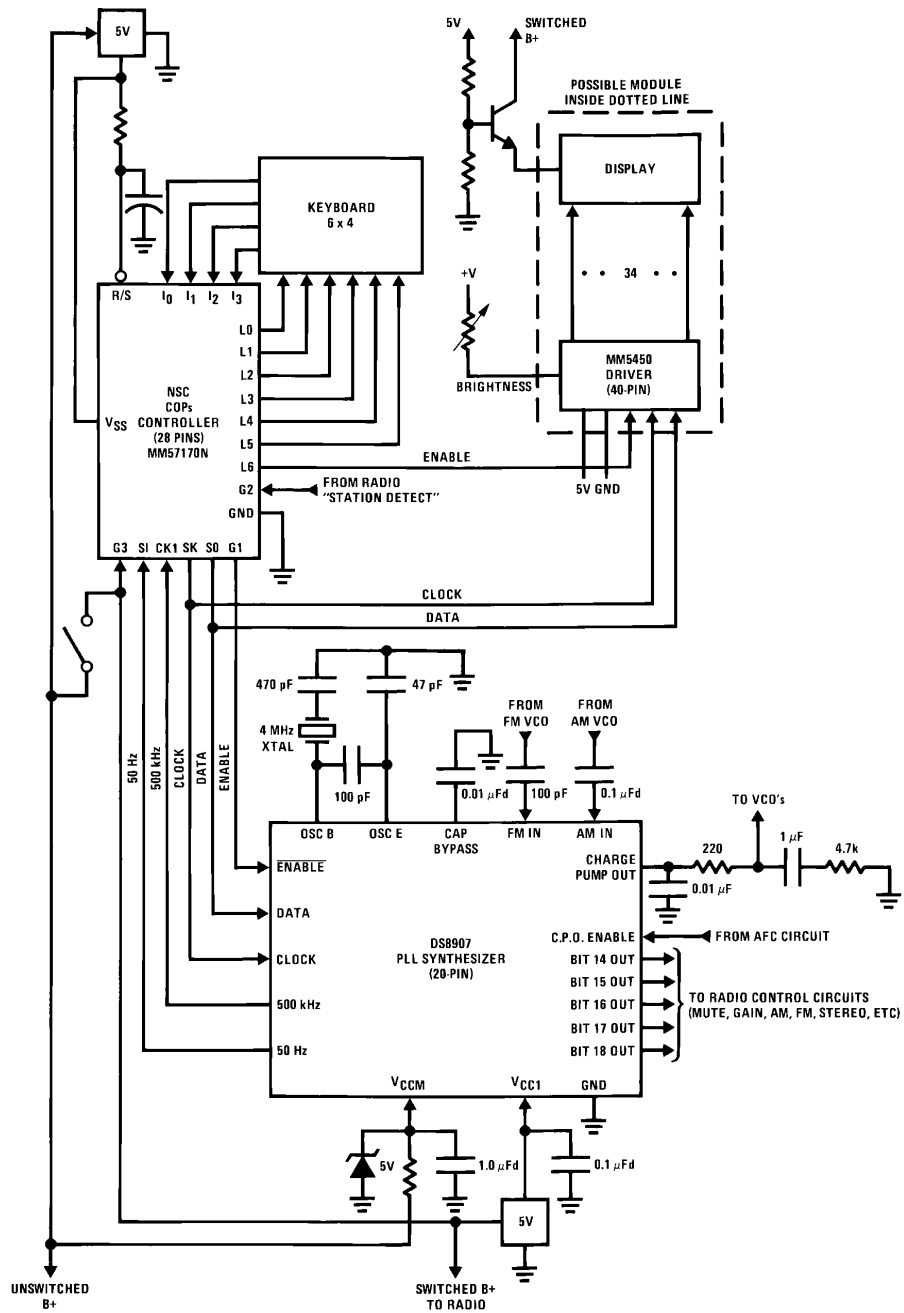 5V
5V
SWITCHED
B+
POSSIBLE MODULE
INSIDE DOTTED LINE
DISPLAY
KEYBOARD
6 x 4
• • 34 • •
+V
BRIGHTNESS
MM5450
DRIVER
(40-PIN)
5V GND
R/S
I0
I1
I2
I3
L0
L1
L2
L3
L4
L5
L6
G2
GND
NSC
COPs
CONTROLLER
(28 PINS)
MM57170N
VSS
G3
SI
CK1
SK
S0
G1
ENABLE
FROM RADIO
"STATION DETECT"
CLOCK
DATA
50 Hz
500 kHz
CLOCK
DATA
ENABLE
470 pF
47 pF
4 MHz
XTAL
100 pF
0.01 μFd
FROM
FM VCO
100 pF
FROM
AM VCO
0.1 μFd
OSC B
OSC E
CAP
BYPASS
FM IN
AM IN
ENABLE
DATA
CLOCK
500 kHz
50 Hz
DS8907
PLL SYNTHESIZER
(20-PIN)
CHARGE
PUMP OUT
C.P.O. ENABLE
BIT 14 OUT
BIT 15 OUT
BIT 16 OUT
BIT 17 OUT
BIT 18 OUT
VCCM
VCC1
GND
TO VCO's
220
1 μF
4.7k
0.01 μF
FROM AFC CIRCUIT
TO RADIO CONTROL CIRCUITS
(MUTE, GAIN, AM, FM, STEREO, ETC)
5V
1.0 μFd
0.1 μFd
5V
UNSWITCHED
B+
SWITCHED B+
TO RADIO